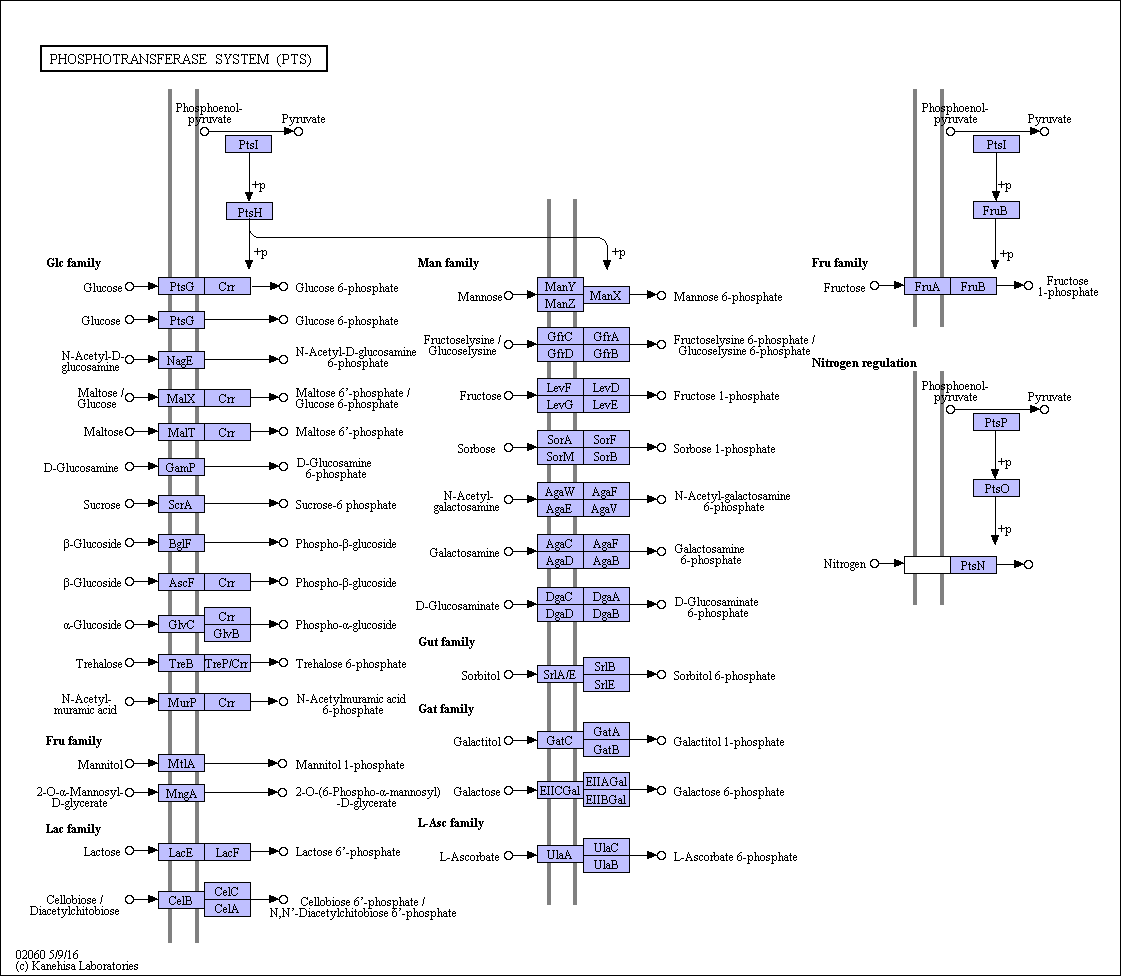 PHOSPHOTRANSFERASE SYSTEM (PTS)
Phosphoenol-
pyruvate
Pyruvate
PtsI
+p
PtsH
+p
Glc family
Glucose
PtsG
Crr
Glucose 6-phosphate
Glucose
PtsG
Glucose 6-phosphate
N-Acetyl-D-
glucosamine
NagE
N-Acetyl-D-glucosamine
6-phosphate
Maltose /
Glucose
MalX
Crr
Maltose 6'-phosphate /
Glucose 6-phosphate
Maltose
MalT
Crr
Maltose 6'-phosphate
D-Glucosamine
GamP
D-Glucosamine
6-phosphate
Sucrose
ScrA
Sucrose-6 phosphate
β-Glucoside
BglF
Phospho-β-glucoside
β-Glucoside
AscF
Crr
Phospho-β-glucoside
α-Glucoside
GlvC
Crr
GlvB
Phospho-α-glucoside
Trehalose
TreB
TreP/Crr
Trehalose 6-phosphate
N-Acetyl-
muramic acid
MurP
Crr
N-Acetylmuramic acid
6-phosphate
Fru family
Mannitol
MtlA
Mannitol 1-phosphate
2-O-α-Mannosyl-
D-glycerate
MngA
2-O-(6-Phospho-α-mannosyl)
-D-glycerate
Lac family
Lactose
LacE
LacF
Lactose 6'-phosphate
Cellobiose /
Diacetylchitobiose
CelB
CelC
CelA
Cellobiose 6'-phosphate /
N,N'-Diacetylchitobiose 6'-phosphate
+p
Man family
Mannose
ManY
ManZ
ManX
Mannose 6-phosphate
Fructoselysine /
Glucoselysine
GfrC
GfrA
GfrD
GfrB
Fructoselysine 6-phosphate /
Glucoselysine 6-phosphate
Fructose
LevF
LevD
LevG
LevE
Fructose 1-phosphate
Sorbose
SorA
SorF
SorM
SorB
Sorbose 1-phosphate
N-Acetyl-
galactosamine
AgaW
AgaF
AgaE
AgaV
N-Acetyl-galactosamine
6-phosphate
Galactosamine
AgaC
AgaF
AgaD
AgaB
Galactosamine
6-phosphate
D-Glucosaminate
DgaC
DgaA
DgaD
DgaB
D-Glucosaminate
6-phosphate
Gut family
Sorbitol
SrlA/E
SrlB
SrlE
Sorbitol 6-phosphate
Gat family
Galactitol
GatC
GatA
GatB
Galactitol 1-phosphate
Galactose
EIICGal
EIIAGal
EIIBGal
Galactose 6-phosphate
L-Asc family
L-Ascorbate
UlaA
UlaC
UlaB
L-Ascorbate 6-phosphate
Phosphoenol-
pyruvate
Pyruvate
PtsI
+p
FruB
+p
Fru family
Fructose
FruA
FruB
Fructose
1-phosphate
Nitrogen regulation
Phosphoenol-
pyruvate
Pyruvate
PtsP
+p
PtsO
+p
Nitrogen
PtsN
02060 5/9/16
(c) Kanehisa Laboratories